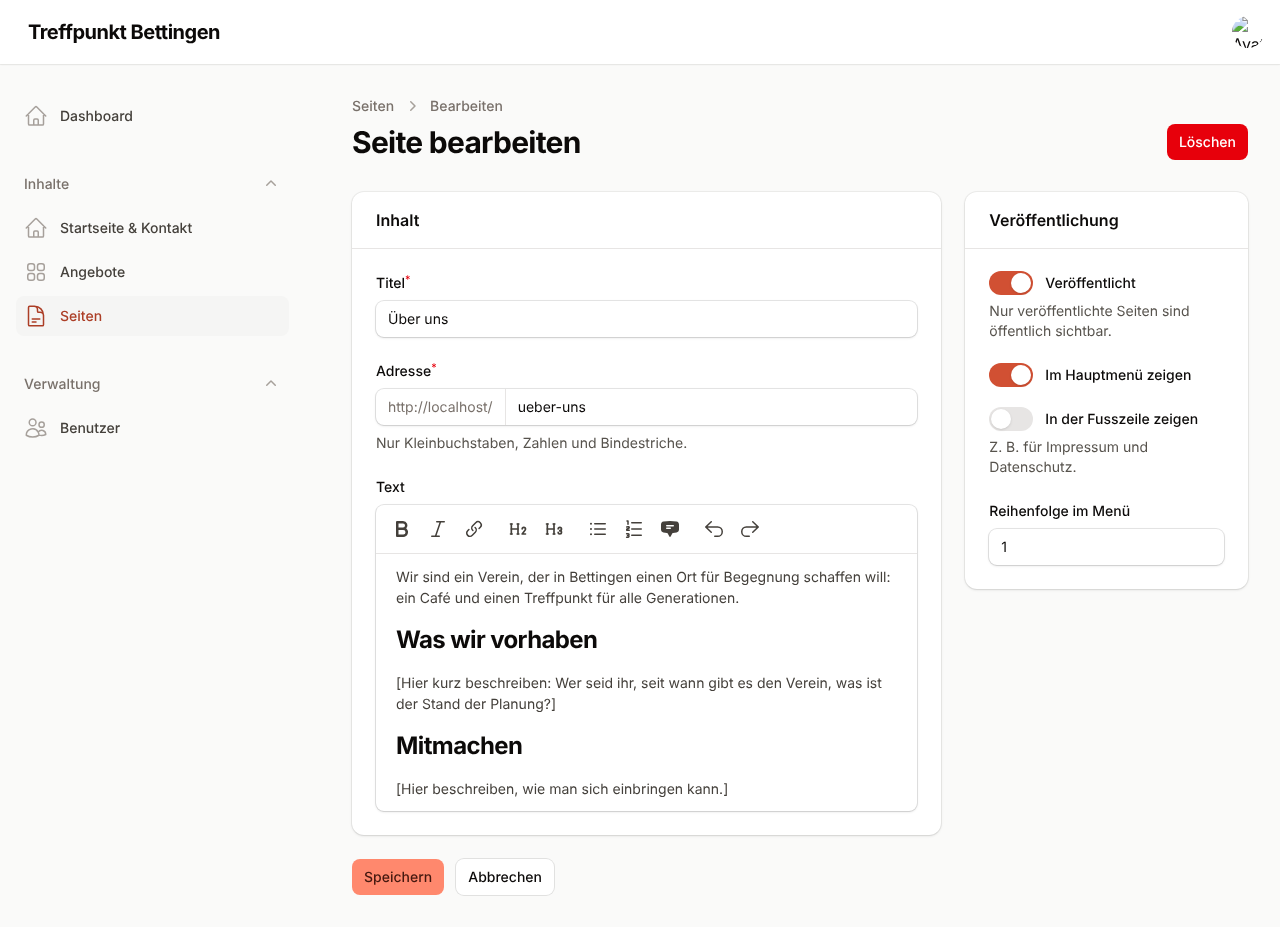 Treffpunkt Bettingen
Dashboard
Inhalte
Startseite & Kontakt
Angebote
Seiten
Verwaltung
Benutzer
Seiten
Bearbeiten
Seite bearbeiten
Löschen
Inhalt
Titel*
Über uns
Adresse*
http://localhost/ ueber-uns
Nur Kleinbuchstaben, Zahlen und Bindestriche.
Text
B I H2 H3
Wir sind ein Verein, der in Bettingen einen Ort für Begegnung schaffen will:
ein Café und einen Treffpunkt für alle Generationen.
Was wir vorhaben
[Hier kurz beschreiben: Wer seid ihr, seit wann gibt es den Verein, was ist
der Stand der Planung?]
Mitmachen
[Hier beschreiben, wie man sich einbringen kann.]
Speichern
Abbrechen
Veröffentlichung
Veröffentlicht
Nur veröffentlichte Seiten sind
öffentlich sichtbar.
Im Hauptmenü zeigen
In der Fusszeile zeigen
Z. B. für Impressum und
Datenschutz.
Reihenfolge im Menü
1